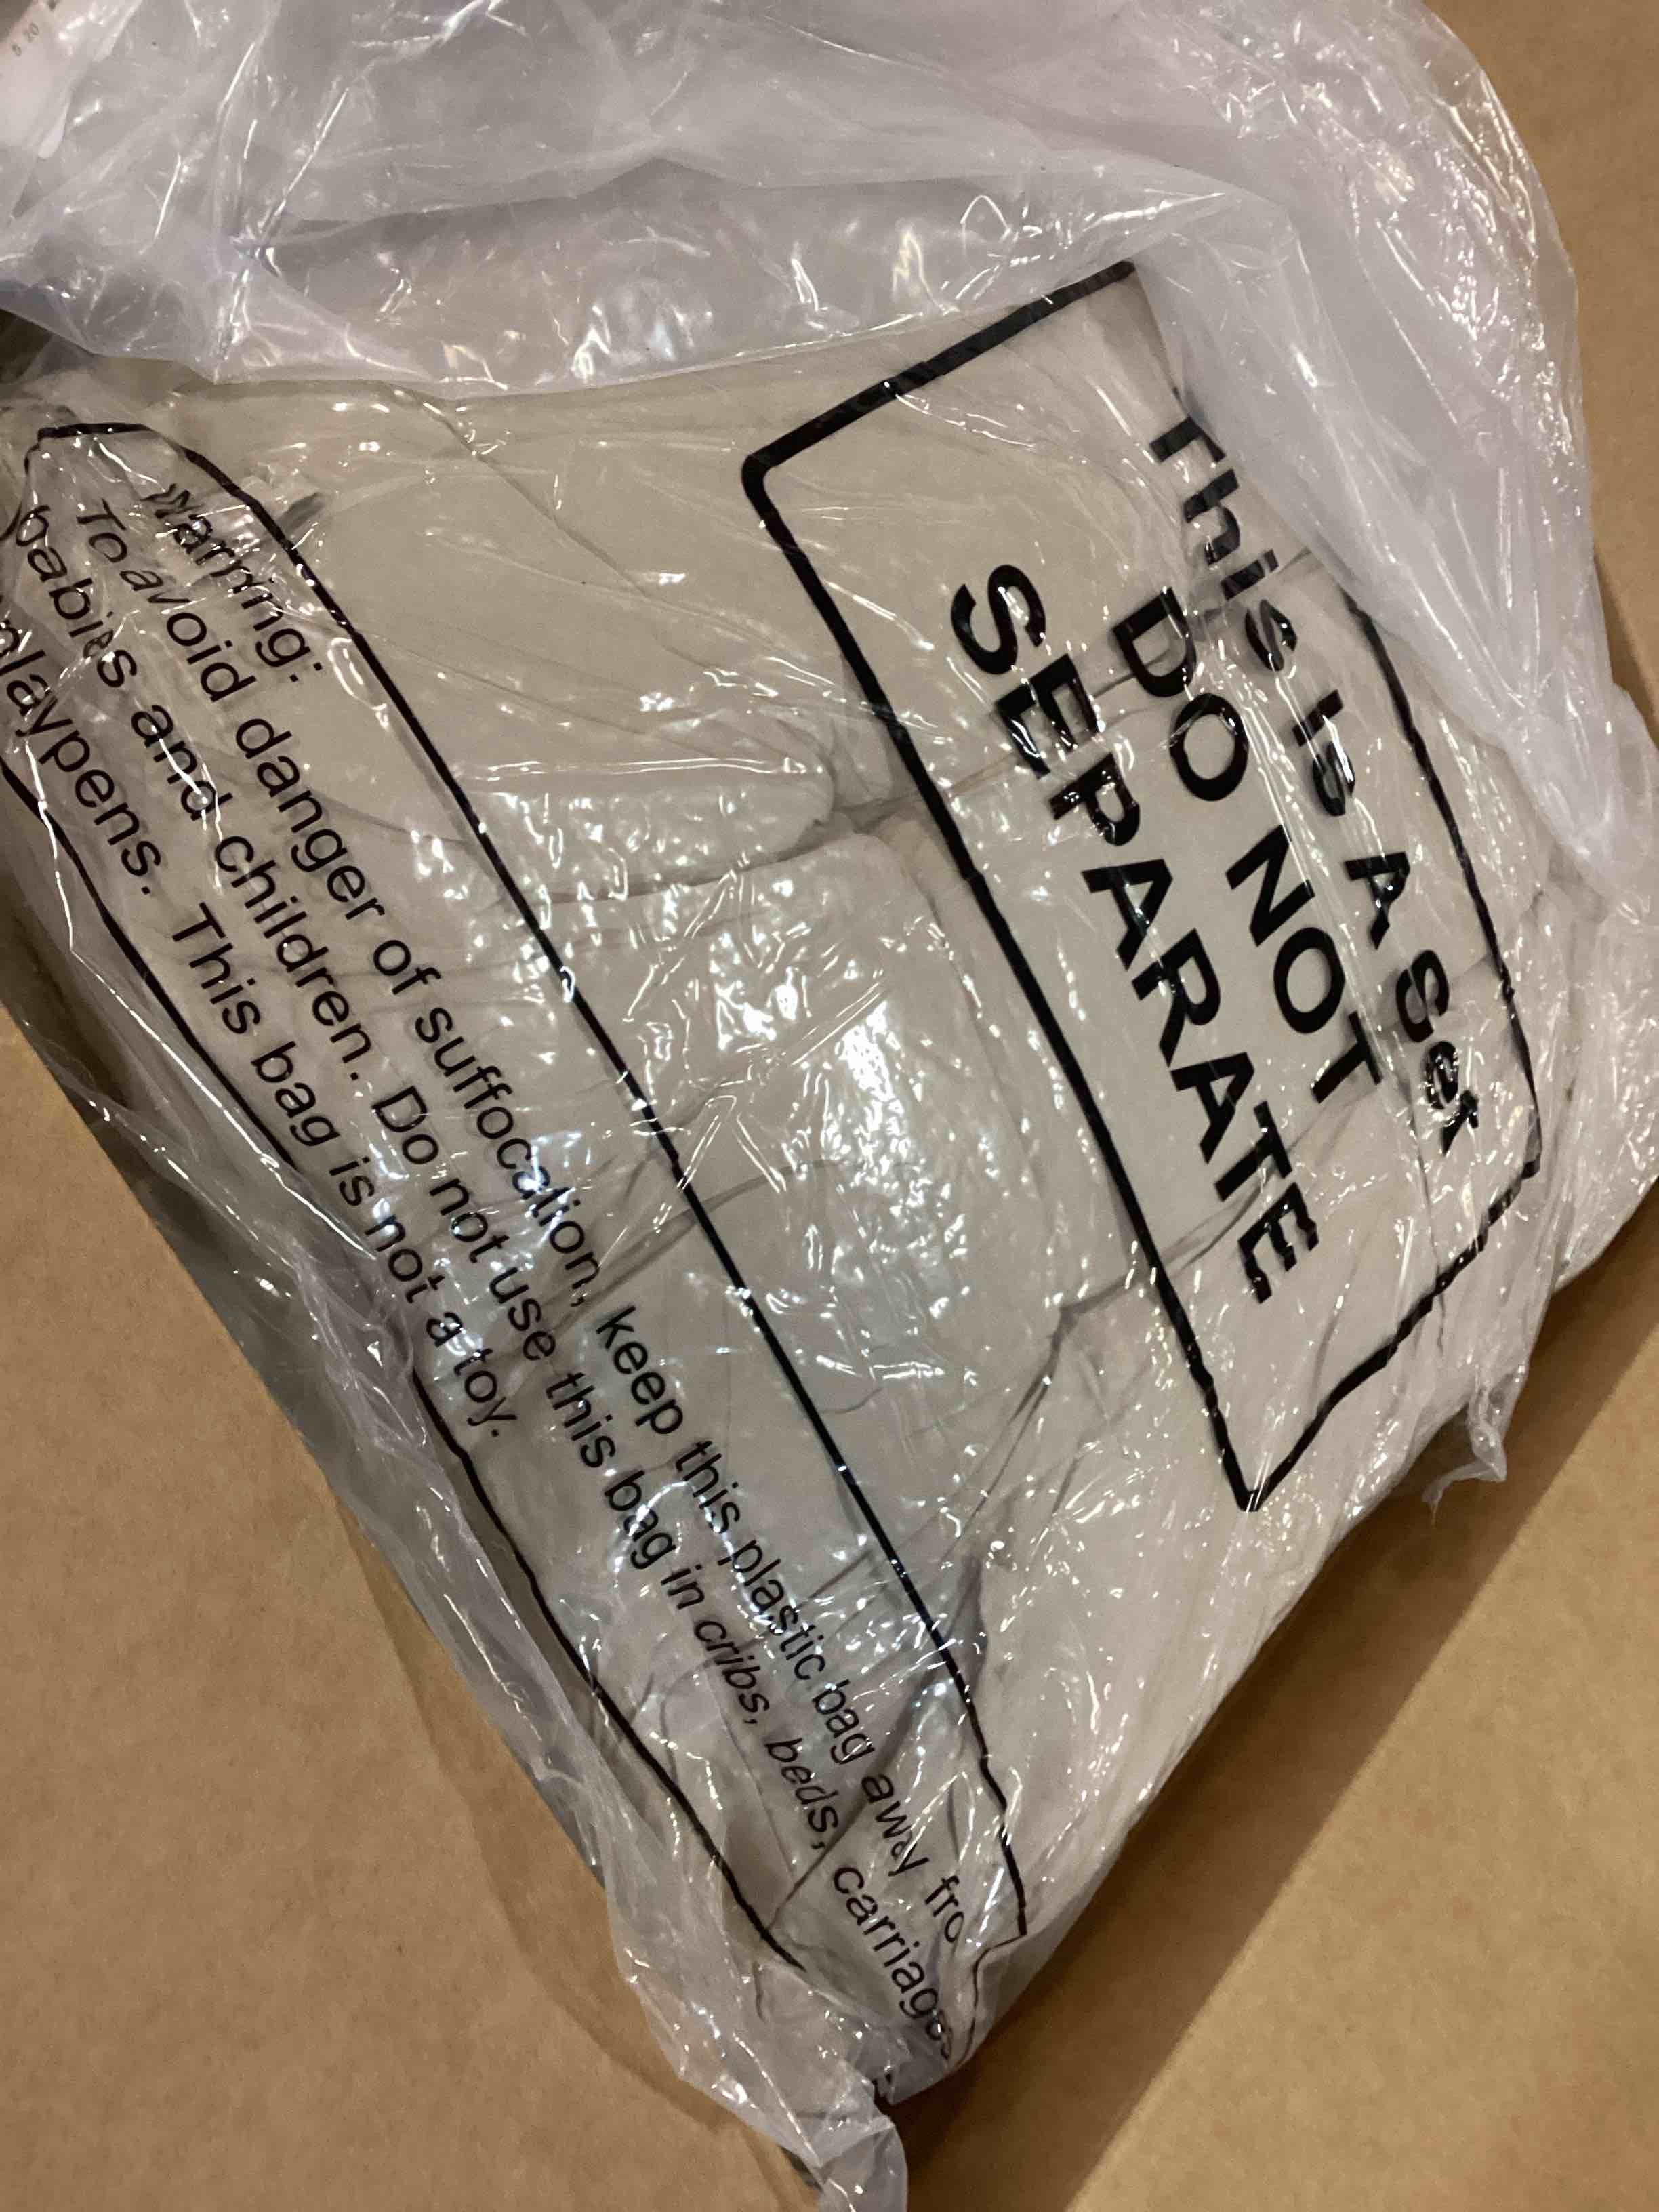 This Is A Set
DO NOT
SEPARATE
Warning:
To avoid danger of suffocation, keep this plastic bag away fro
babies and children. Do not use this bag in cribs, beds, carriages
playpens. This bag is not a toy.